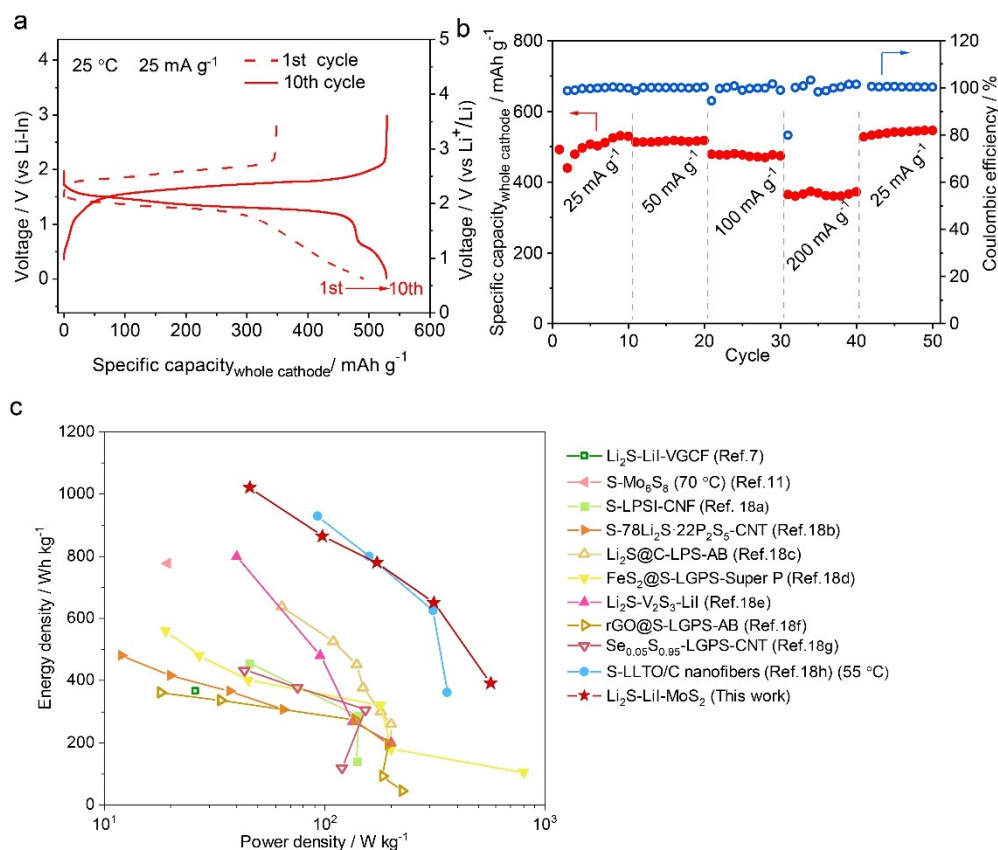 a
25 °C 25 mA g⁻¹
1st cycle
10th cycle
Voltage / V (vs Li-In)
4
3
2
1
0
Voltage / V (vs Li⁺/Li)
5
4
3
2
1
0
1st
10th
0 100 200 300 400 500 600
Specific capacity_whole cathode/ mAh g⁻¹
b
Specific capacity_whole cathode / mAh g⁻¹
800
600
400
200
0
Coulombic efficiency / %
120
100
80
60
40
20
0
25 mA g⁻¹
50 mA g⁻¹
100 mA g⁻¹
200 mA g⁻¹
25 mA g⁻¹
0 10 20 30 40 50
Cycle
c
Energy density / Wh kg⁻¹
1200
1000
800
600
400
200
0
10¹ 10² 10³
Power density / W kg⁻¹
Li₂S-LiI-VGCF (Ref.7)
S-Mo₆S₈ (70 °C) (Ref.11)
S-LPSI-CNF (Ref. 18a)
S-78Li₂S·22P₂S₅-CNT (Ref.18b)
Li₂S@C-LPS-AB (Ref.18c)
FeS₂@S-LGPS-Super P (Ref.18d)
Li₂S-V₂S₃-LiI (Ref.18e)
rGO@S-LGPS-AB (Ref.18f)
Se₀.₀₅S₀.₉₅-LGPS-CNT (Ref.18g)
S-LLTO/C nanofibers (Ref.18h) (55 °C)
Li₂S-LiI-MoS₂ (This work)